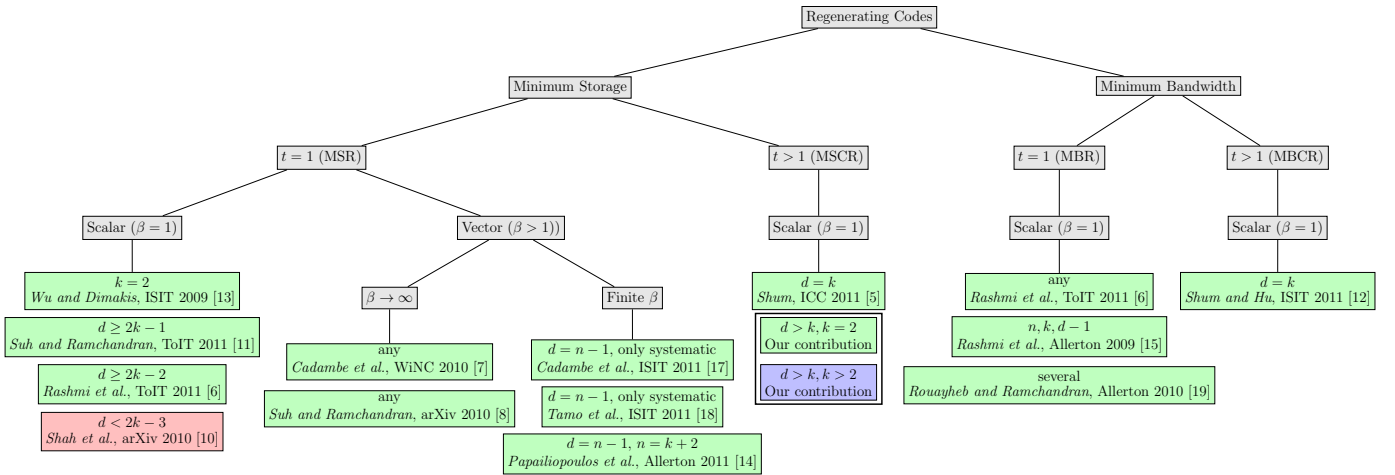 Regenerating Codes
Minimum Storage
Minimum Bandwidth
t = 1 (MSR)
t > 1 (MSCR)
t = 1 (MBR)
t > 1 (MBCR)
Scalar (β = 1)
Vector (β > 1))
Scalar (β = 1)
Scalar (β = 1)
Scalar (β = 1)
k = 2
Wu and Dimakis, ISIT 2009 [13]
d ≥ 2k − 1
Suh and Ramchandran, ToIT 2011 [11]
d ≥ 2k − 2
Rashmi et al., ToIT 2011 [6]
d < 2k − 3
Shah et al., arXiv 2010 [10]
β → ∞
any
Cadambe et al., WiNC 2010 [7]
any
Suh and Ramchandran, arXiv 2010 [8]
Finite β
d = n − 1, only systematic
Cadambe et al., ISIT 2011 [17]
d = n − 1, only systematic
Tamo et al., ISIT 2011 [18]
d = n − 1, n = k + 2
Papailiopoulos et al., Allerton 2011 [14]
d = k
Shum, ICC 2011 [5]
d > k, k = 2
Our contribution
d > k, k > 2
Our contribution
any
Rashmi et al., ToIT 2011 [6]
n, k, d − 1
Rashmi et al., Allerton 2009 [15]
several
Rouayheb and Ramchandran, Allerton 2010 [19]
d = k
Shum and Hu, ISIT 2011 [12]